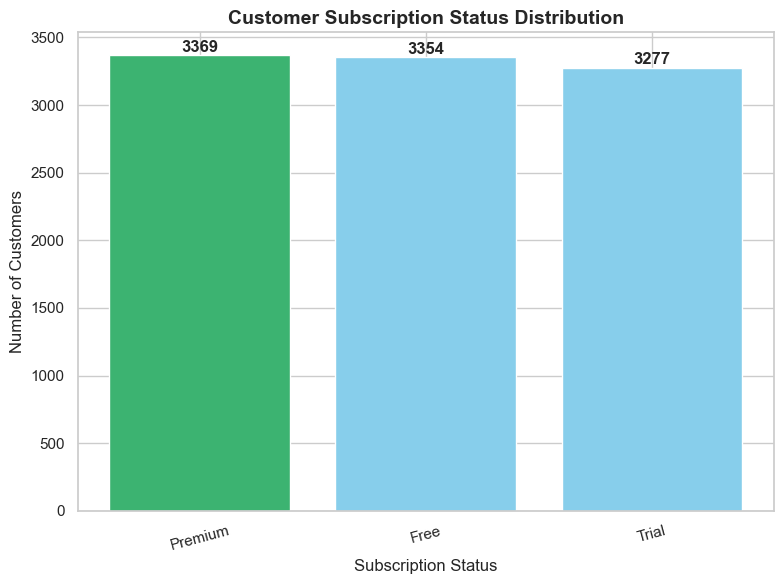 Customer Subscription Status Distribution
3500
3000
2500
2000
1500
1000
500
0
Number of Customers
3369
3354
3277
Premium
Free
Trial
Subscription Status